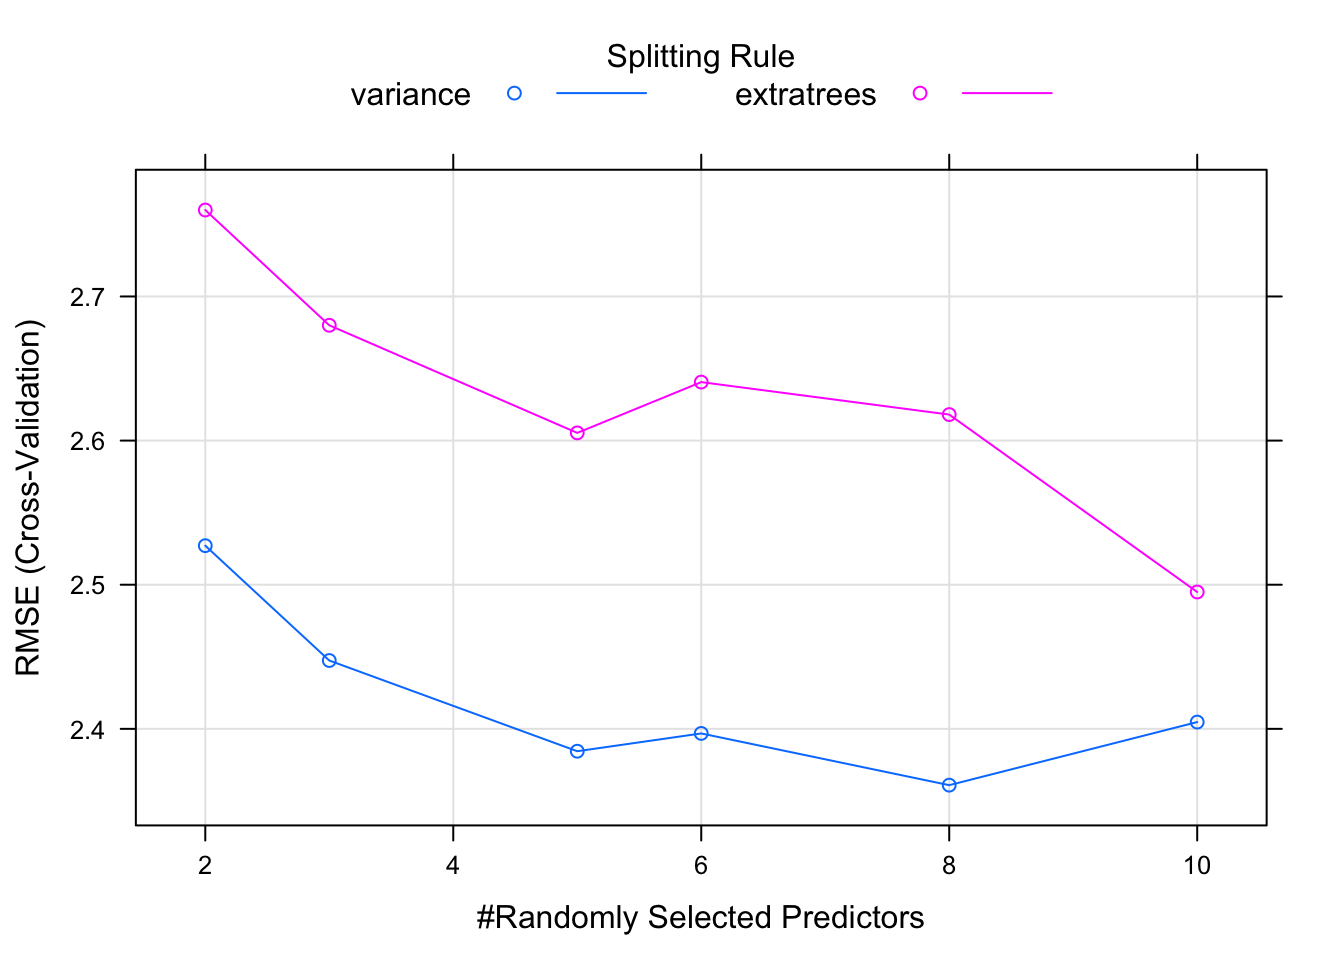 Splitting Rule
variance extratrees
2.7
2.6
2.5
2.4
RMSE (Cross-Validation)
2 4 6 8 10
#Randomly Selected Predictors